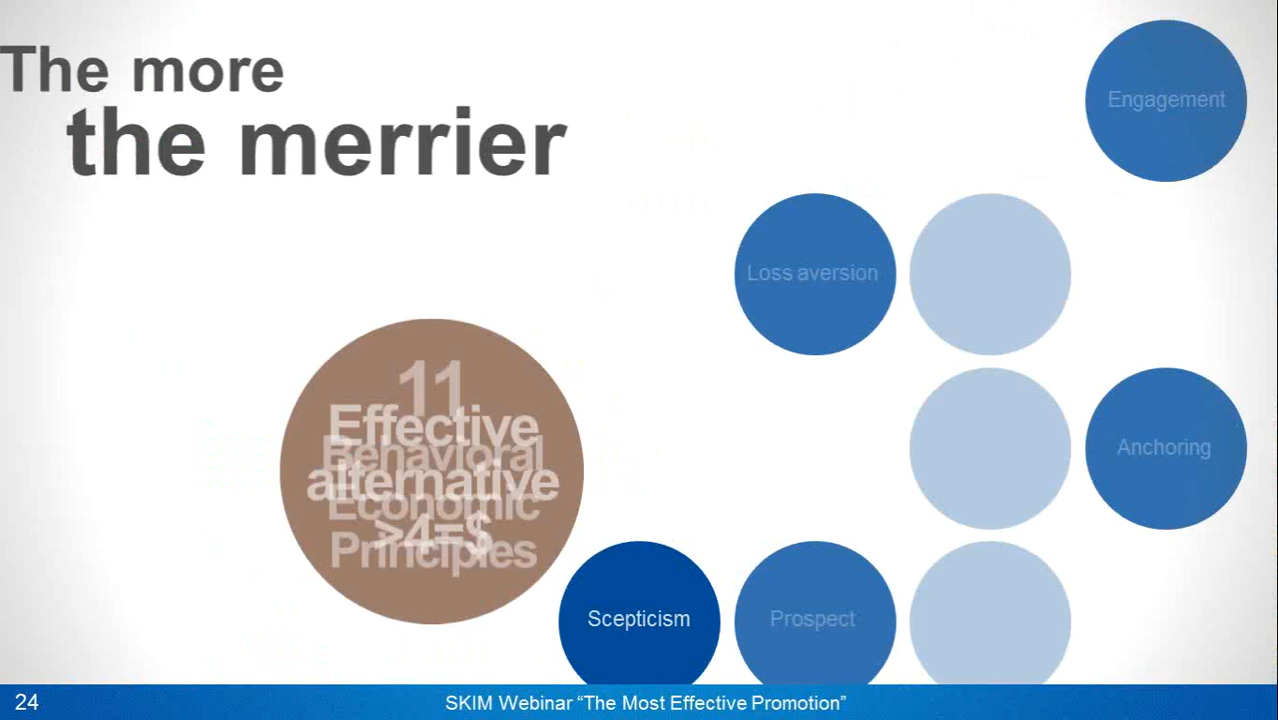 The more
the merrier
Engagement
Loss aversion
11
Behavioral
Economic
Principles
Effective
alternative
>4=$
Anchoring
Scepticism
Prospect
24
SKIM Webinar “The Most Effective Promotion”